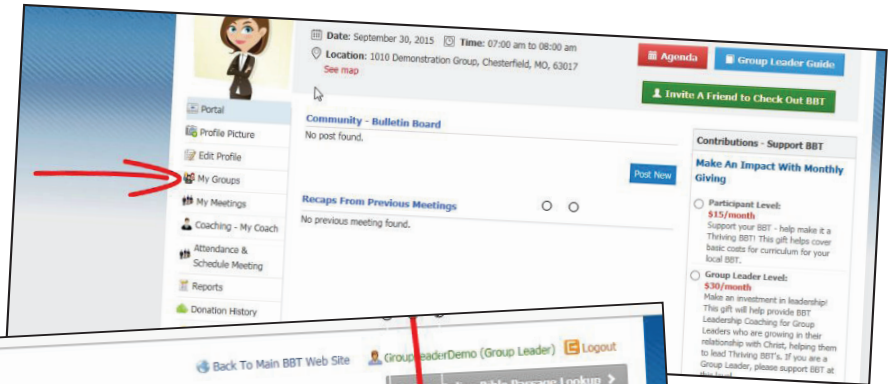 Date: September 30, 2015 Time: 07:00 am to 08:00 am
Location: 1010 Demonstration Group, Chesterfield, MO, 63017
See map
Agenda
Group Leader Guide
Invite A Friend to Check Out BBT
Portal
Profile Picture
Edit Profile
My Groups
My Meetings
Coaching - My Coach
Attendance &
Schedule Meeting
Reports
Donation History
Community - Bulletin Board
No post found.
Post New
Recaps From Previous Meetings
No previous meeting found.
Contributions - Support BBT
Make An Impact With Monthly
Giving
Participant Level:
$15/month
Support your BBT - help make it a
Thriving BBT! This gift helps cover
basic costs for curriculum for your
local BBT.
Group Leader Level:
$30/month
Make an investment in leadership!
This gift will help provide BBT
Leadership Coaching for Group
Leaders who are growing in their
relationship with Christ, helping them
to lead Thriving BBT's. If you are a
Group Leader, please support BBT at
this level.
Back To Main BBT Web Site
GroupLeaderDemo (Group Leader)
Logout
Bible Passage Lookup